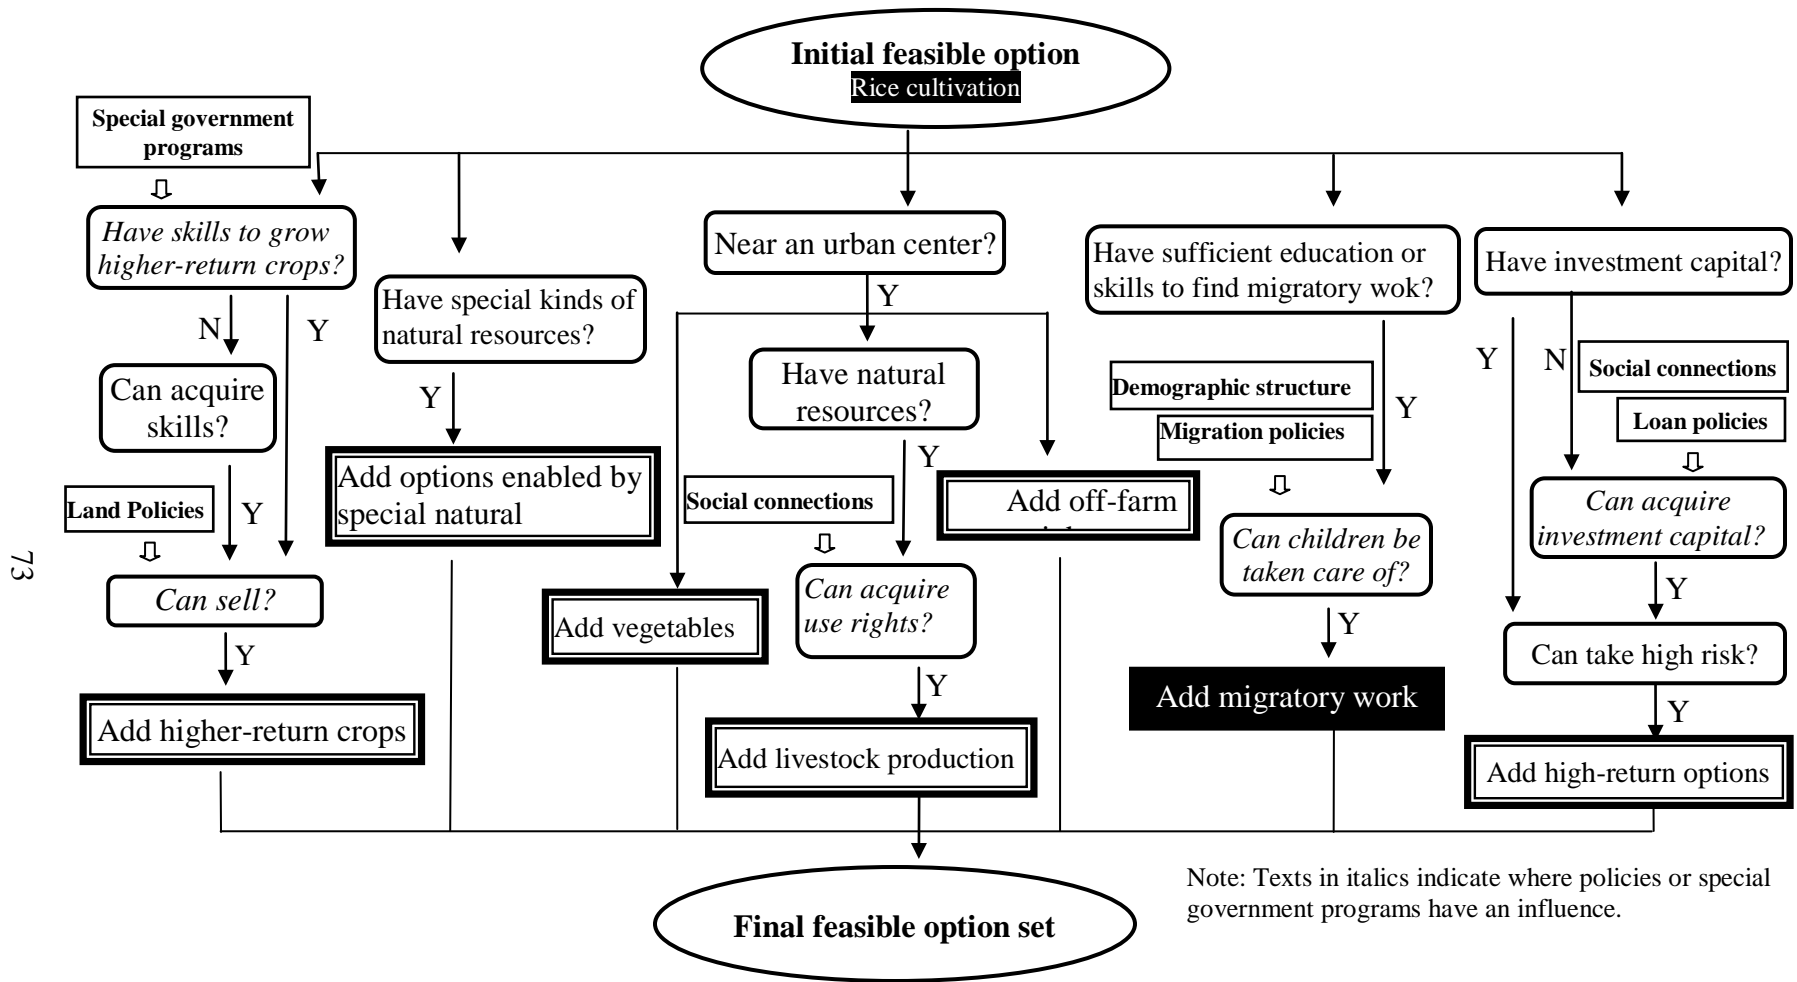 Initial feasible option
Rice cultivation
Special government
programs
Have skills to grow
higher-return crops?
N
Y
Can acquire
skills?
Land Policies
Y
Can sell?
Y
Add higher-return crops
Have special kinds of
natural resources?
Y
Add options enabled by
special natural
Near an urban center?
Y
Have natural
resources?
Y
Social connections
Add off-farm
Can acquire
use rights?
Add vegetables
Y
Add livestock production
Have sufficient education or
skills to find migratory wok?
Demographic structure
Migration policies
Y
Can children be
taken care of?
Y
Add migratory work
Have investment capital?
Y
N
Social connections
Loan policies
Can acquire
investment capital?
Y
Can take high risk?
Y
Add high-return options
Final feasible option set
Note: Texts in italics indicate where policies or special
government programs have an influence.
73